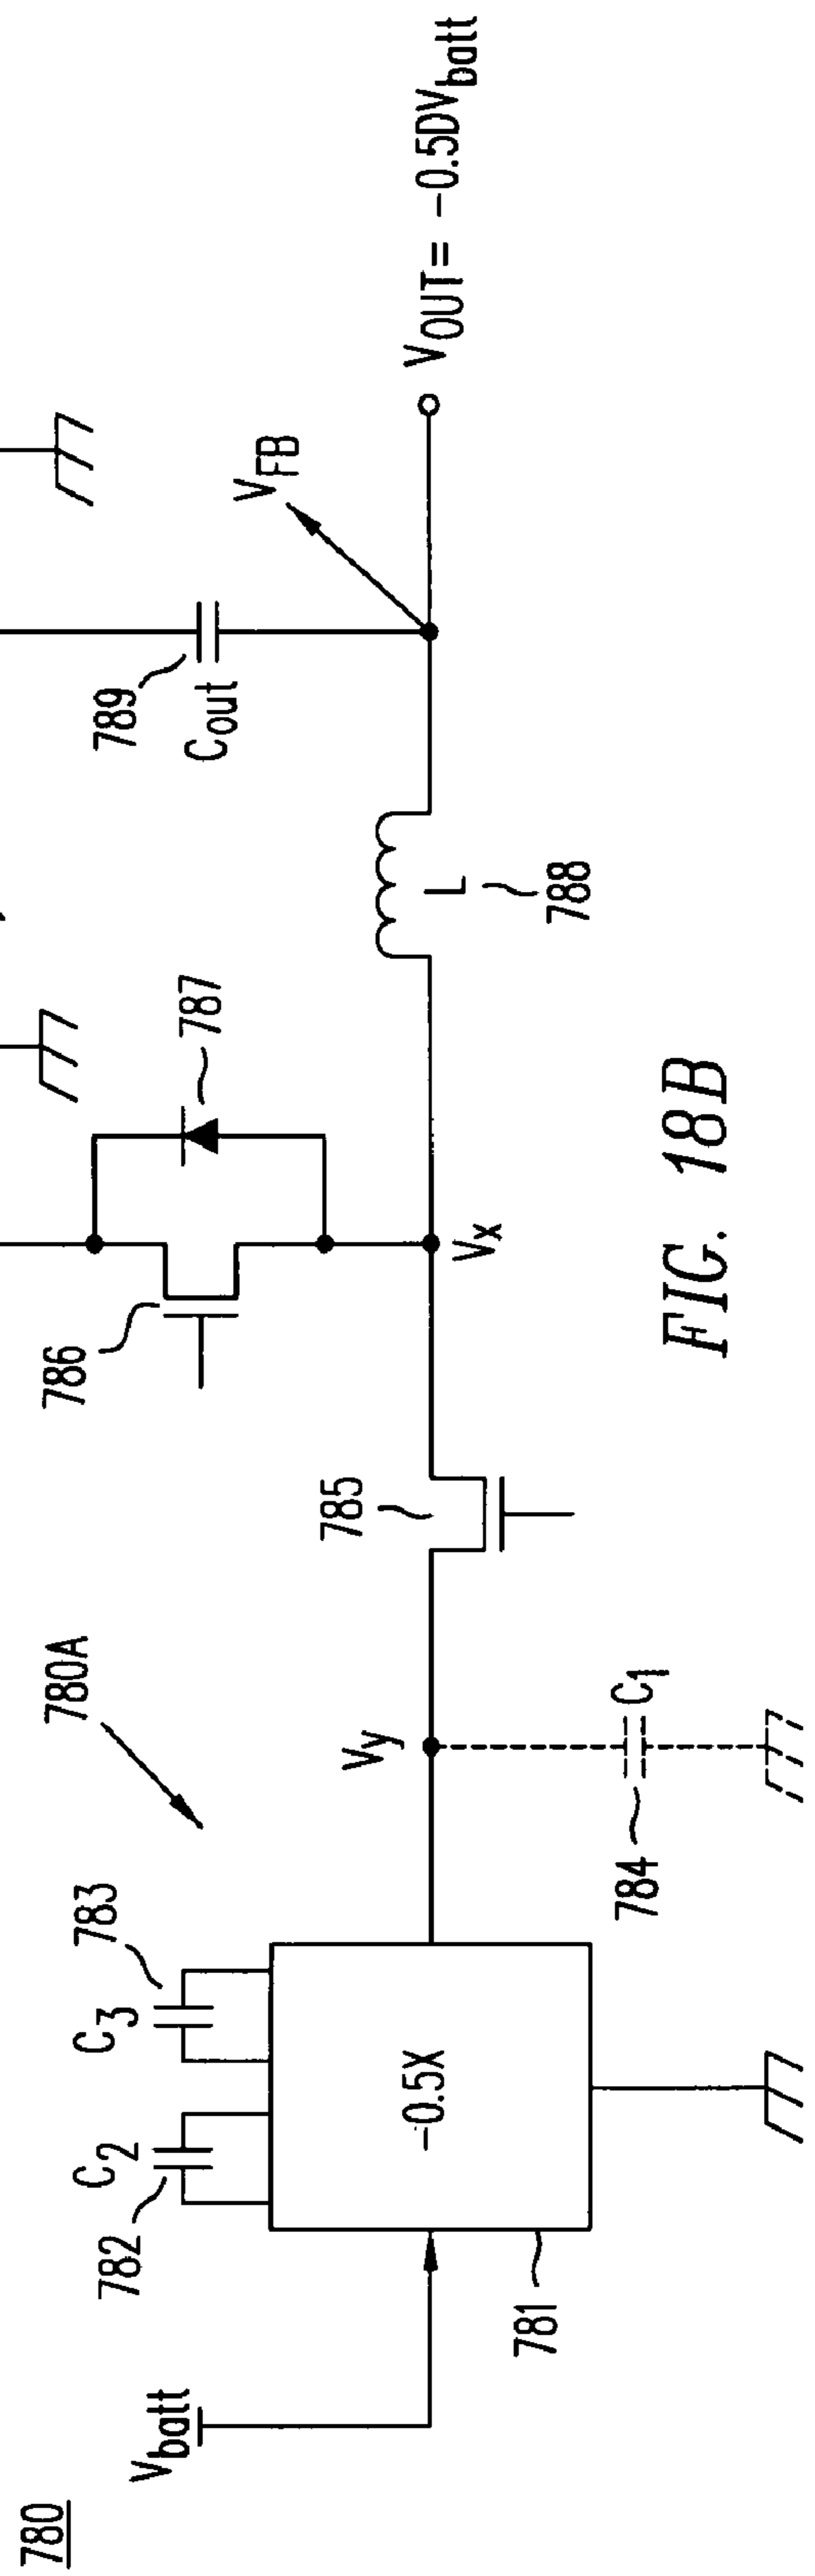 780
V_batt
782
C_2
C_3
783
780A
-0.5X
781
V_y
784
C_1
785
786
787
V_x
L
788
789
C_out
V_FB
V_OUT = -0.5DV_batt
FIG. 18B